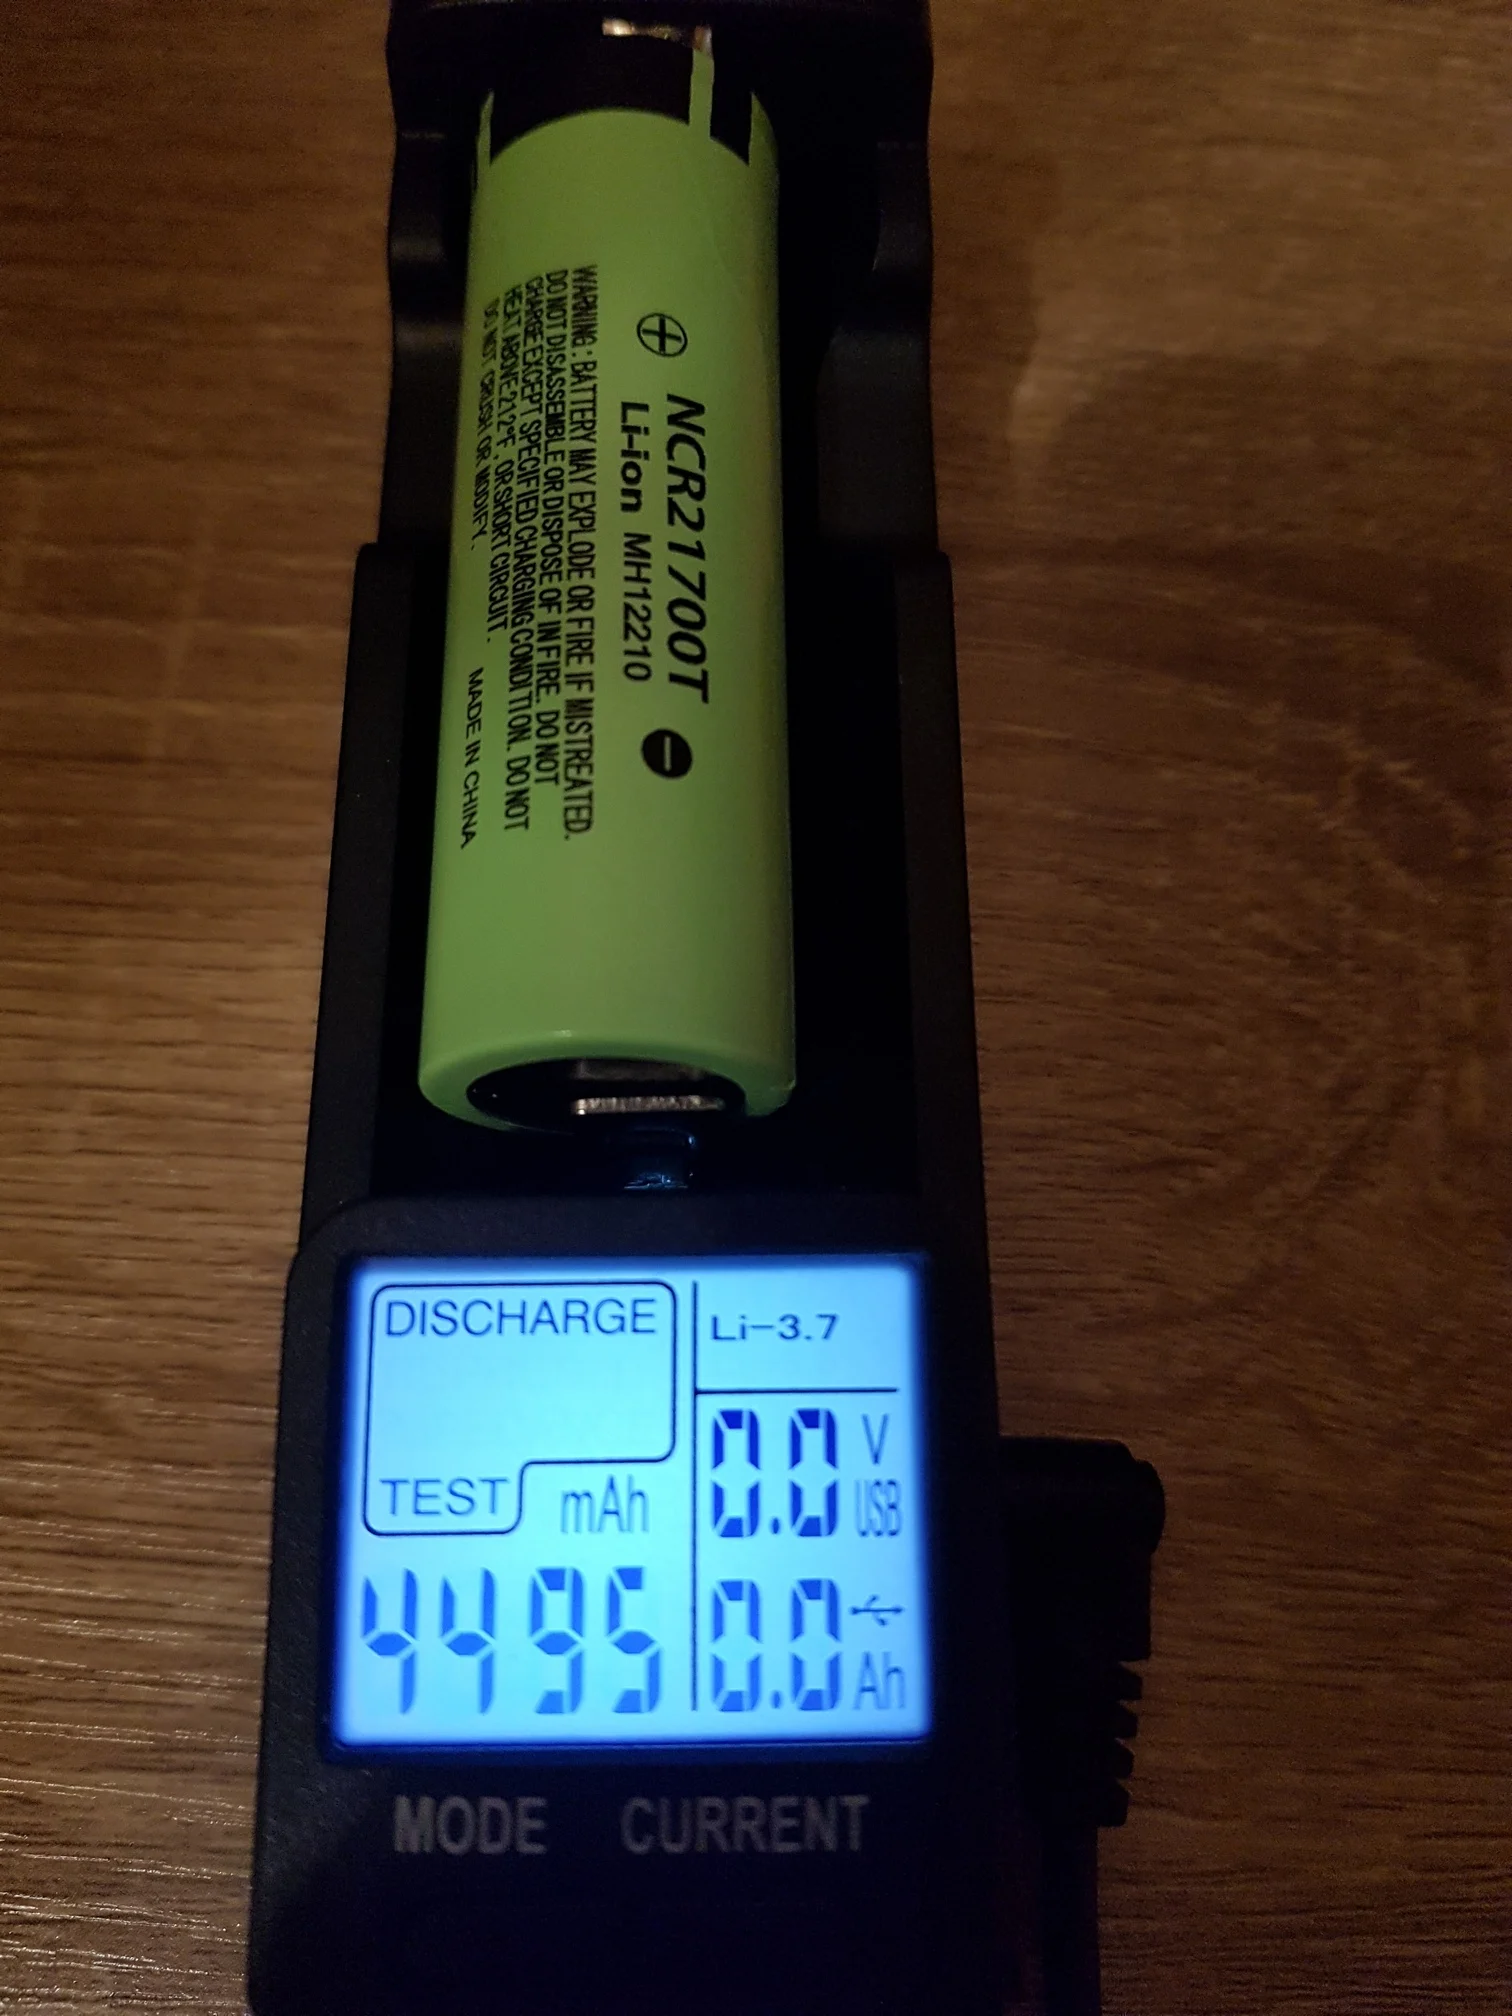 ⊕ NCR21700T ⊖
Li-ion MH12210
WARNING : BATTERY MAY EXPLODE OR FIRE IF MISTREATED.
DO NOT DISASSEMBLE OR DISPOSE OF IN FIRE. DO NOT
CHARGE EXCEPT SPECIFIED CHARGING CONDITION. DO NOT
HEAT ABOVE 212°F, OR SHORT CIRCUIT.
DO NOT CRUSH OR MODIFY. MADE IN CHINA
DISCHARGE
TEST
mAh
4495
Li-3.7
0.0 V
USB
0.0 Ah
MODE CURRENT